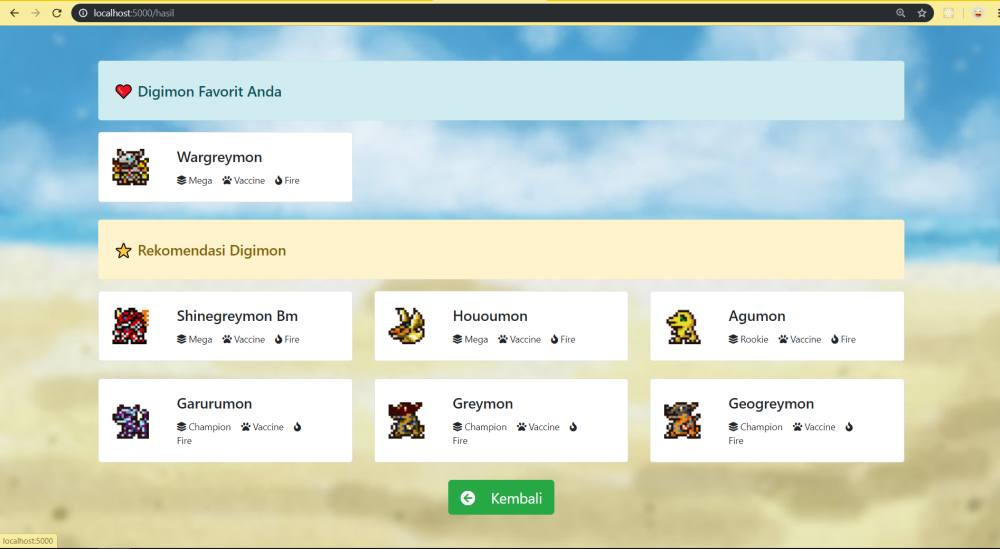 localhost:5000/hasil
Digimon Favorit Anda
Wargreymon
Mega Vaccine Fire
Rekomendasi Digimon
Shinegreymon Bm
Mega Vaccine Fire
Hououmon
Mega Vaccine Fire
Agumon
Rookie Vaccine Fire
Garurumon
Champion Vaccine
Fire
Greymon
Champion Vaccine
Fire
Geogreymon
Champion Vaccine
Fire
Kembali
localhost:5000